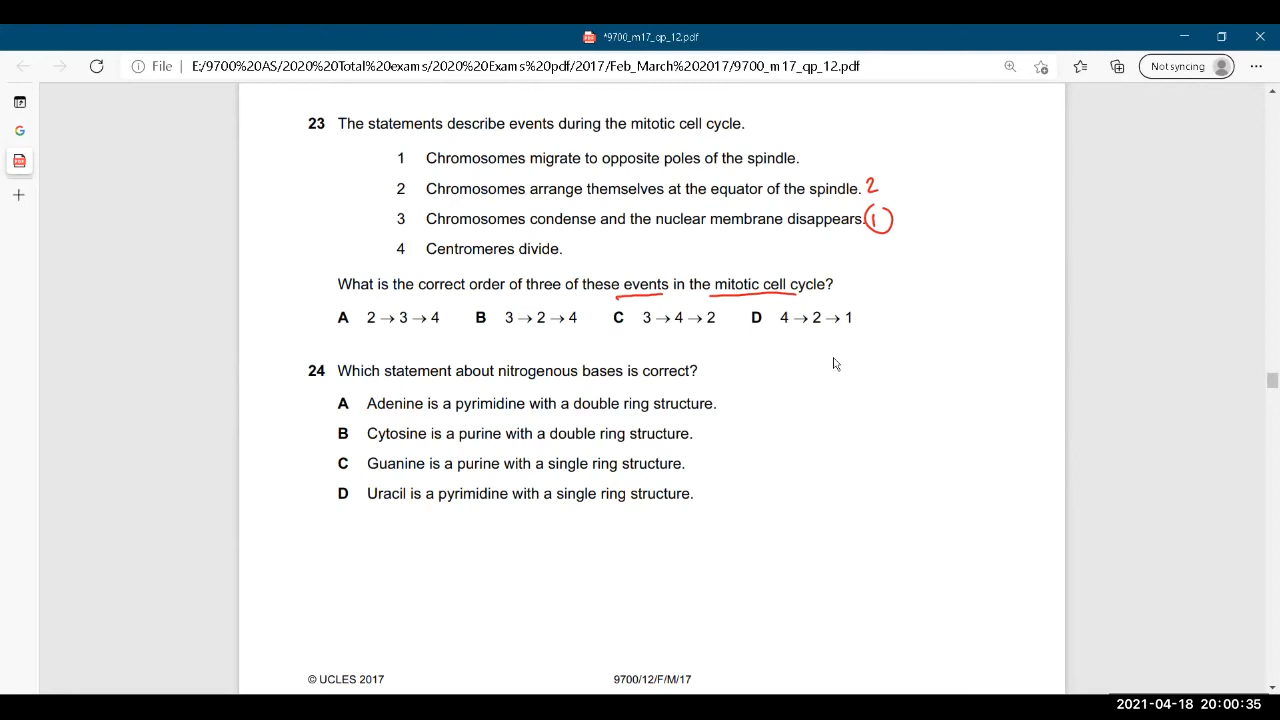 *9700_m17_qp_12.pdf
File | E:/9700%20AS/2020%20Total%20exams/2020%20Exams%20pdf/2017/Feb_March%202017/9700_m17_qp_12.pdf
Not syncing
23 The statements describe events during the mitotic cell cycle.
1 Chromosomes migrate to opposite poles of the spindle.
2 Chromosomes arrange themselves at the equator of the spindle. 2
3 Chromosomes condense and the nuclear membrane disappears. 1
4 Centromeres divide.
What is the correct order of three of these events in the mitotic cell cycle?
A 2 → 3 → 4 B 3 → 2 → 4 C 3 → 4 → 2 D 4 → 2 → 1
24 Which statement about nitrogenous bases is correct?
A Adenine is a pyrimidine with a double ring structure.
B Cytosine is a purine with a double ring structure.
C Guanine is a purine with a single ring structure.
D Uracil is a pyrimidine with a single ring structure.
© UCLES 2017 9700/12/F/M/17
2021-04-18 20:00:35